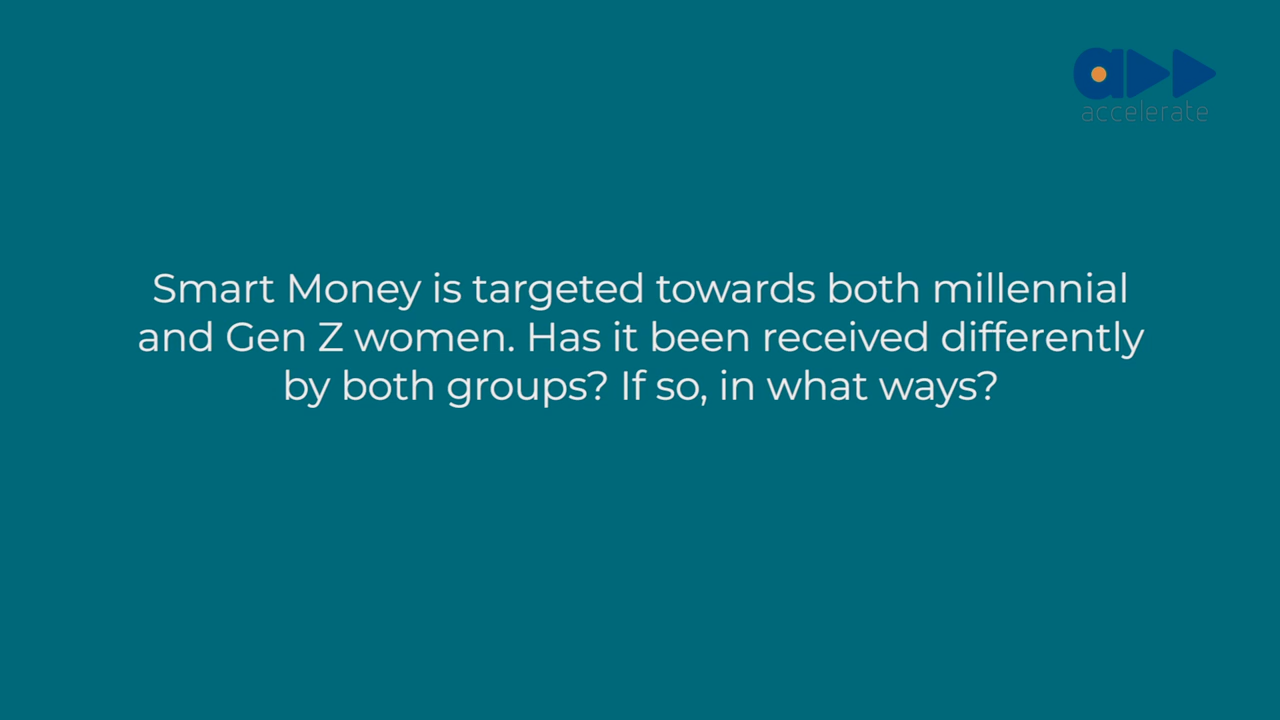 accelerate
Smart Money is targeted towards both millennial
and Gen Z women. Has it been received differently
by both groups? If so, in what ways?